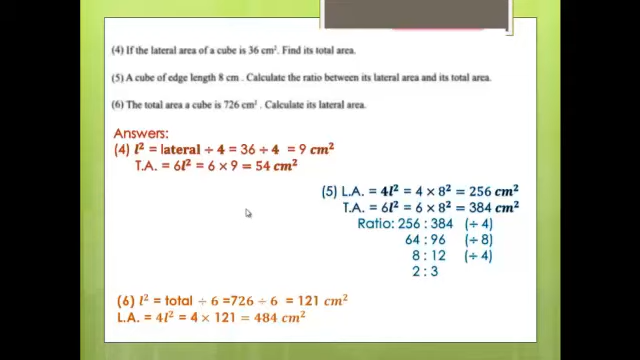 (4) If the lateral area of a cube is 36 cm². Find its total area.
(5) A cube of edge length 8 cm . Calculate the ratio between its lateral area and its total area.
(6) The total area a cube is 726 cm² . Calculate its lateral area.
Answers:
(4) l² = lateral ÷ 4 = 36 ÷ 4 = 9 cm²
T.A. = 6l² = 6 × 9 = 54 cm²
(5) L.A. = 4l² = 4 × 8² = 256 cm²
T.A. = 6l² = 6 × 8² = 384 cm²
Ratio: 256 : 384 (÷ 4)
64 : 96 (÷ 8)
8 : 12 (÷ 4)
2 : 3
(6) l² = total ÷ 6 =726 ÷ 6 = 121 cm²
L.A. = 4l² = 4 × 121 = 484 cm²